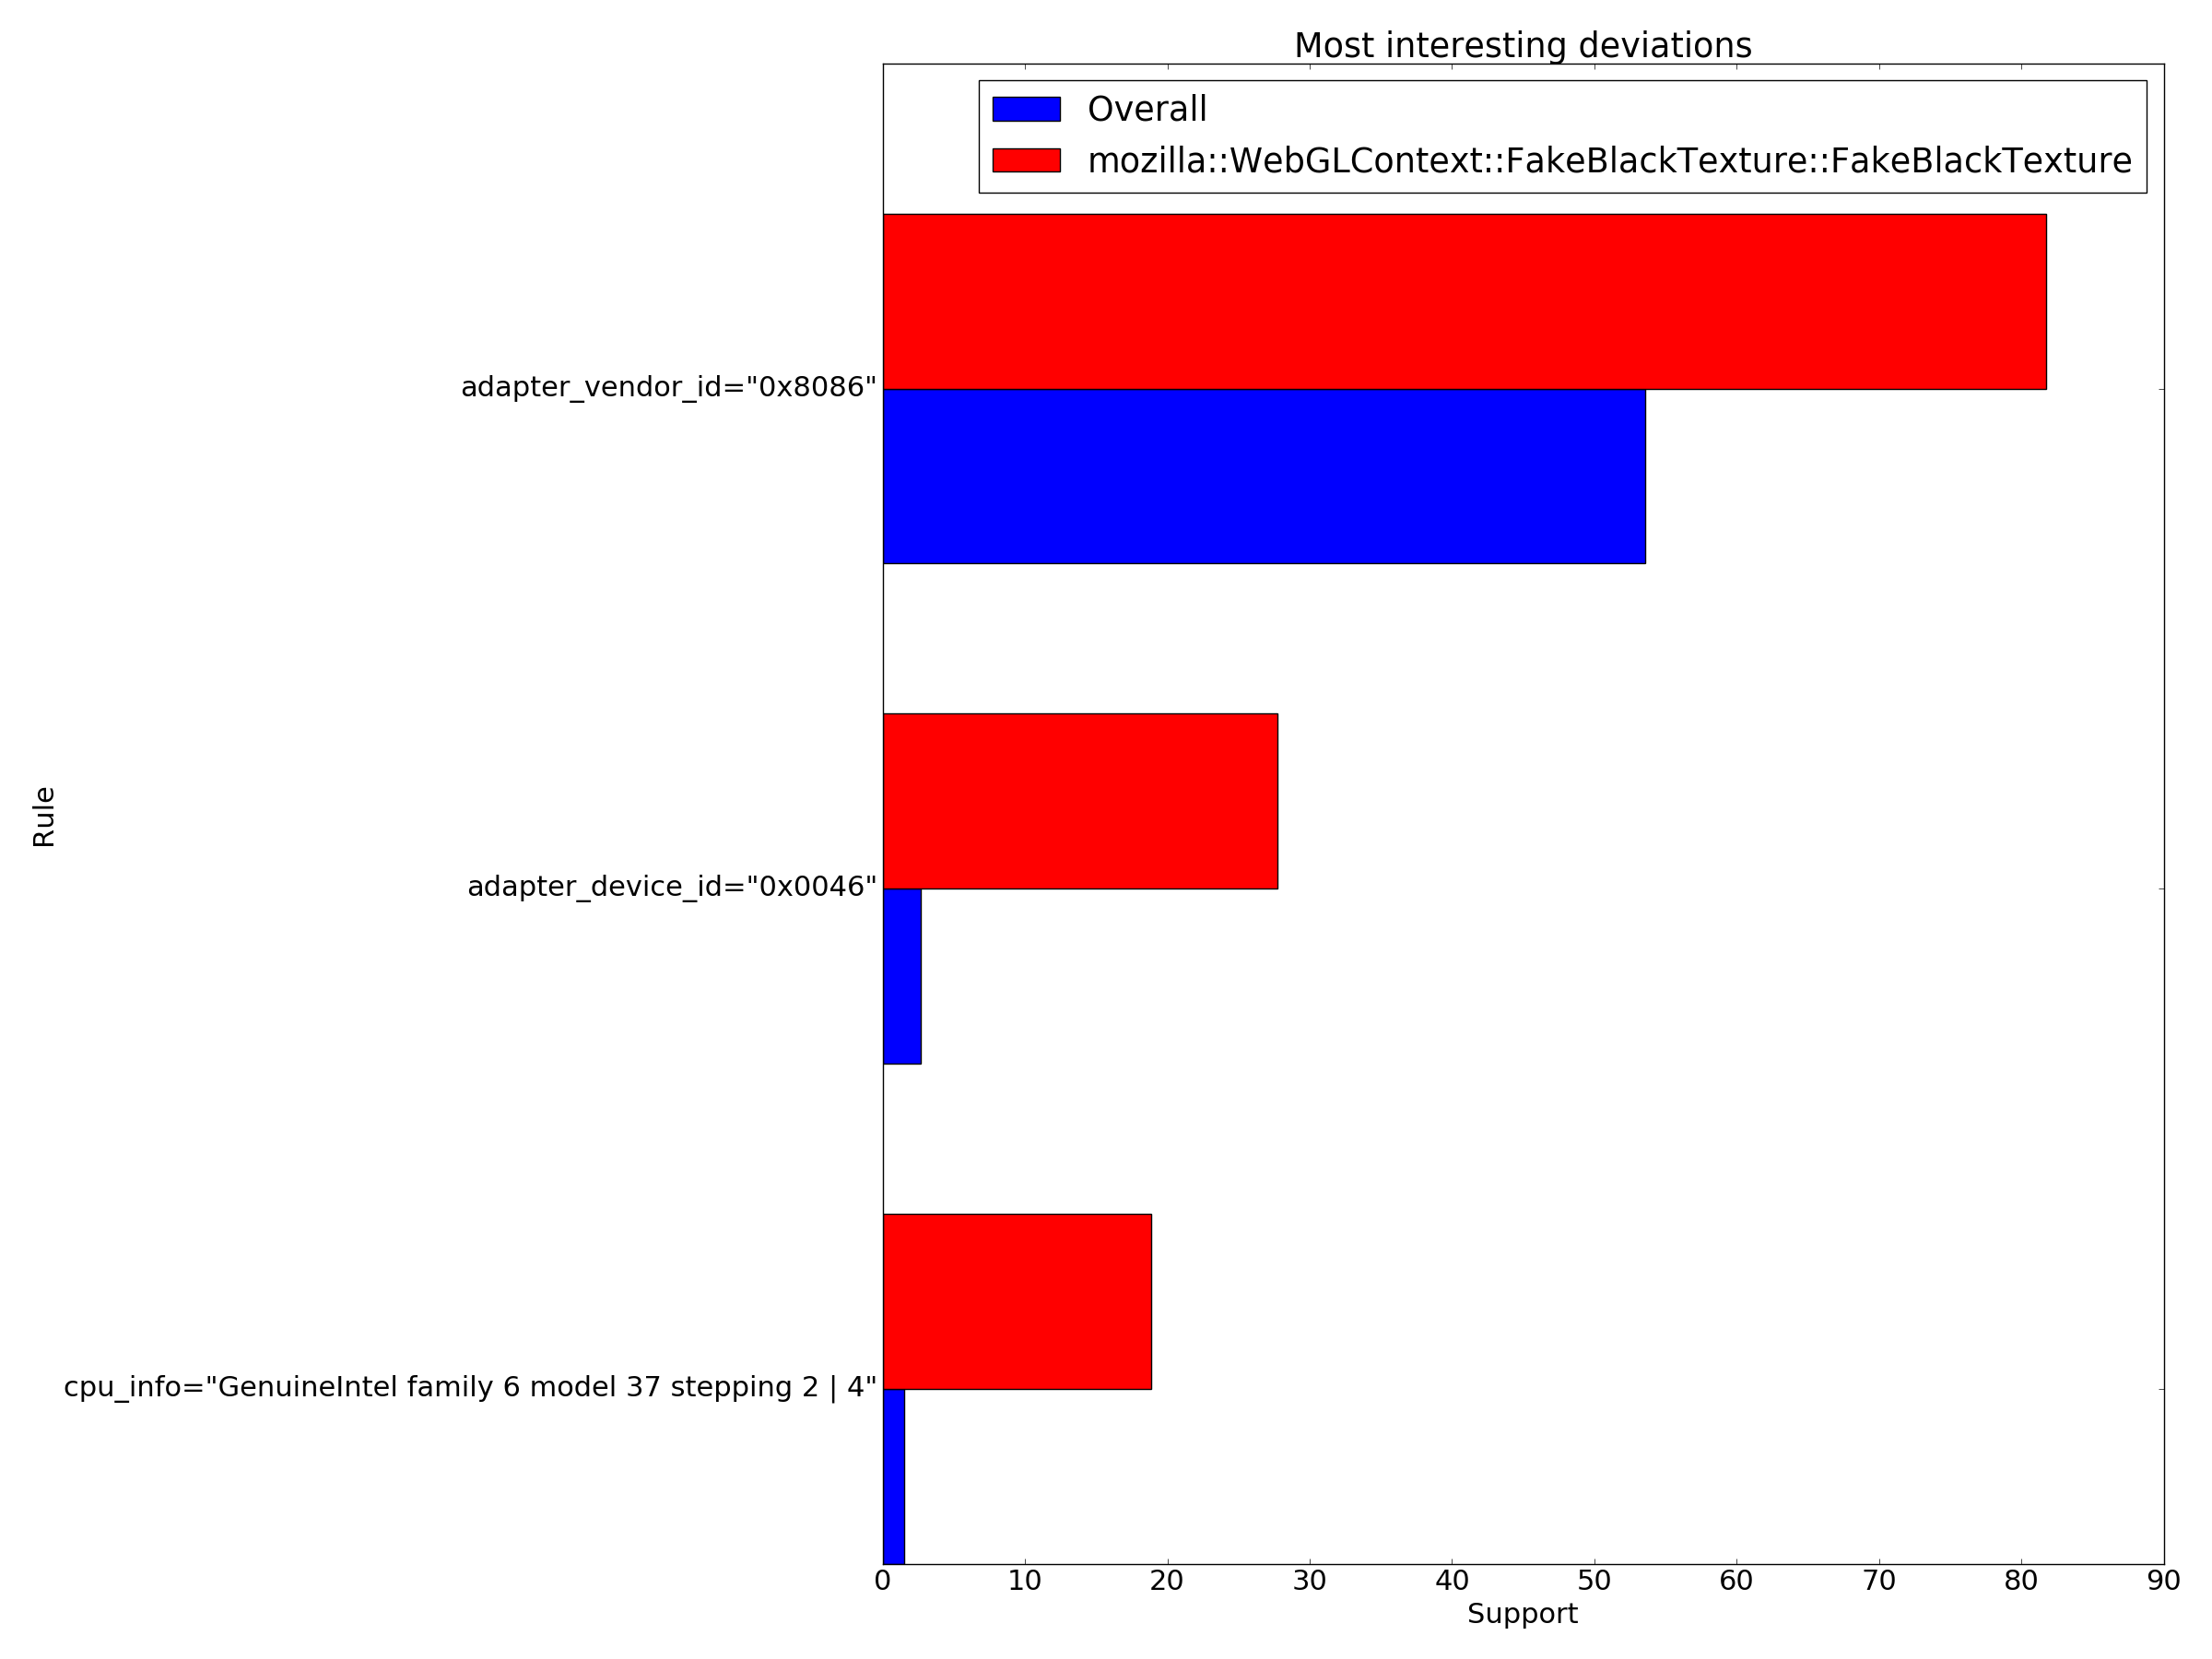 Most interesting deviations
Overall
mozilla::WebGLContext::FakeBlackTexture::FakeBlackTexture
adapter_vendor_id="0x8086"
adapter_device_id="0x0046"
cpu_info="GenuineIntel family 6 model 37 stepping 2 | 4"
Rule
0 10 20 30 40 50 60 70 80 90
Support